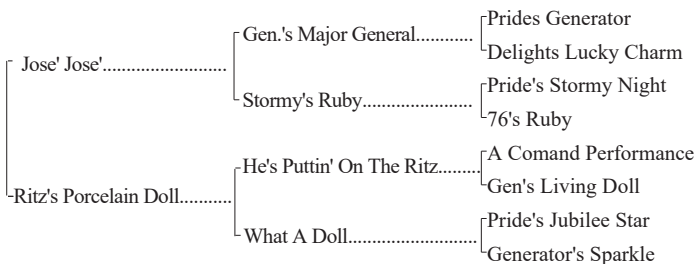 Prides Generator
Gen.'s Major General............
Delights Lucky Charm
Jose' Jose'..........................
Pride's Stormy Night
Stormy's Ruby.......................
76's Ruby
A Comand Performance
He's Puttin' On The Ritz.........
Gen's Living Doll
Ritz's Porcelain Doll...........
Pride's Jubilee Star
What A Doll...........................
Generator's Sparkle